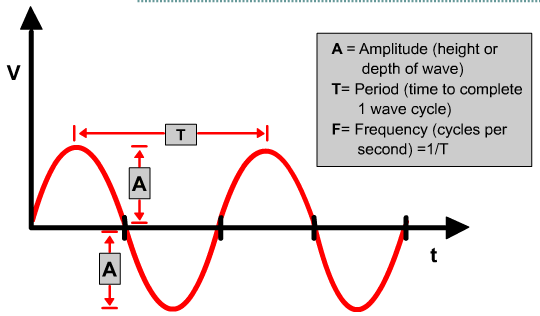 V
A = Amplitude (height or
depth of wave)
T= Period (time to complete
1 wave cycle)
F= Frequency (cycles per
second) =1/T
T
A
A
t